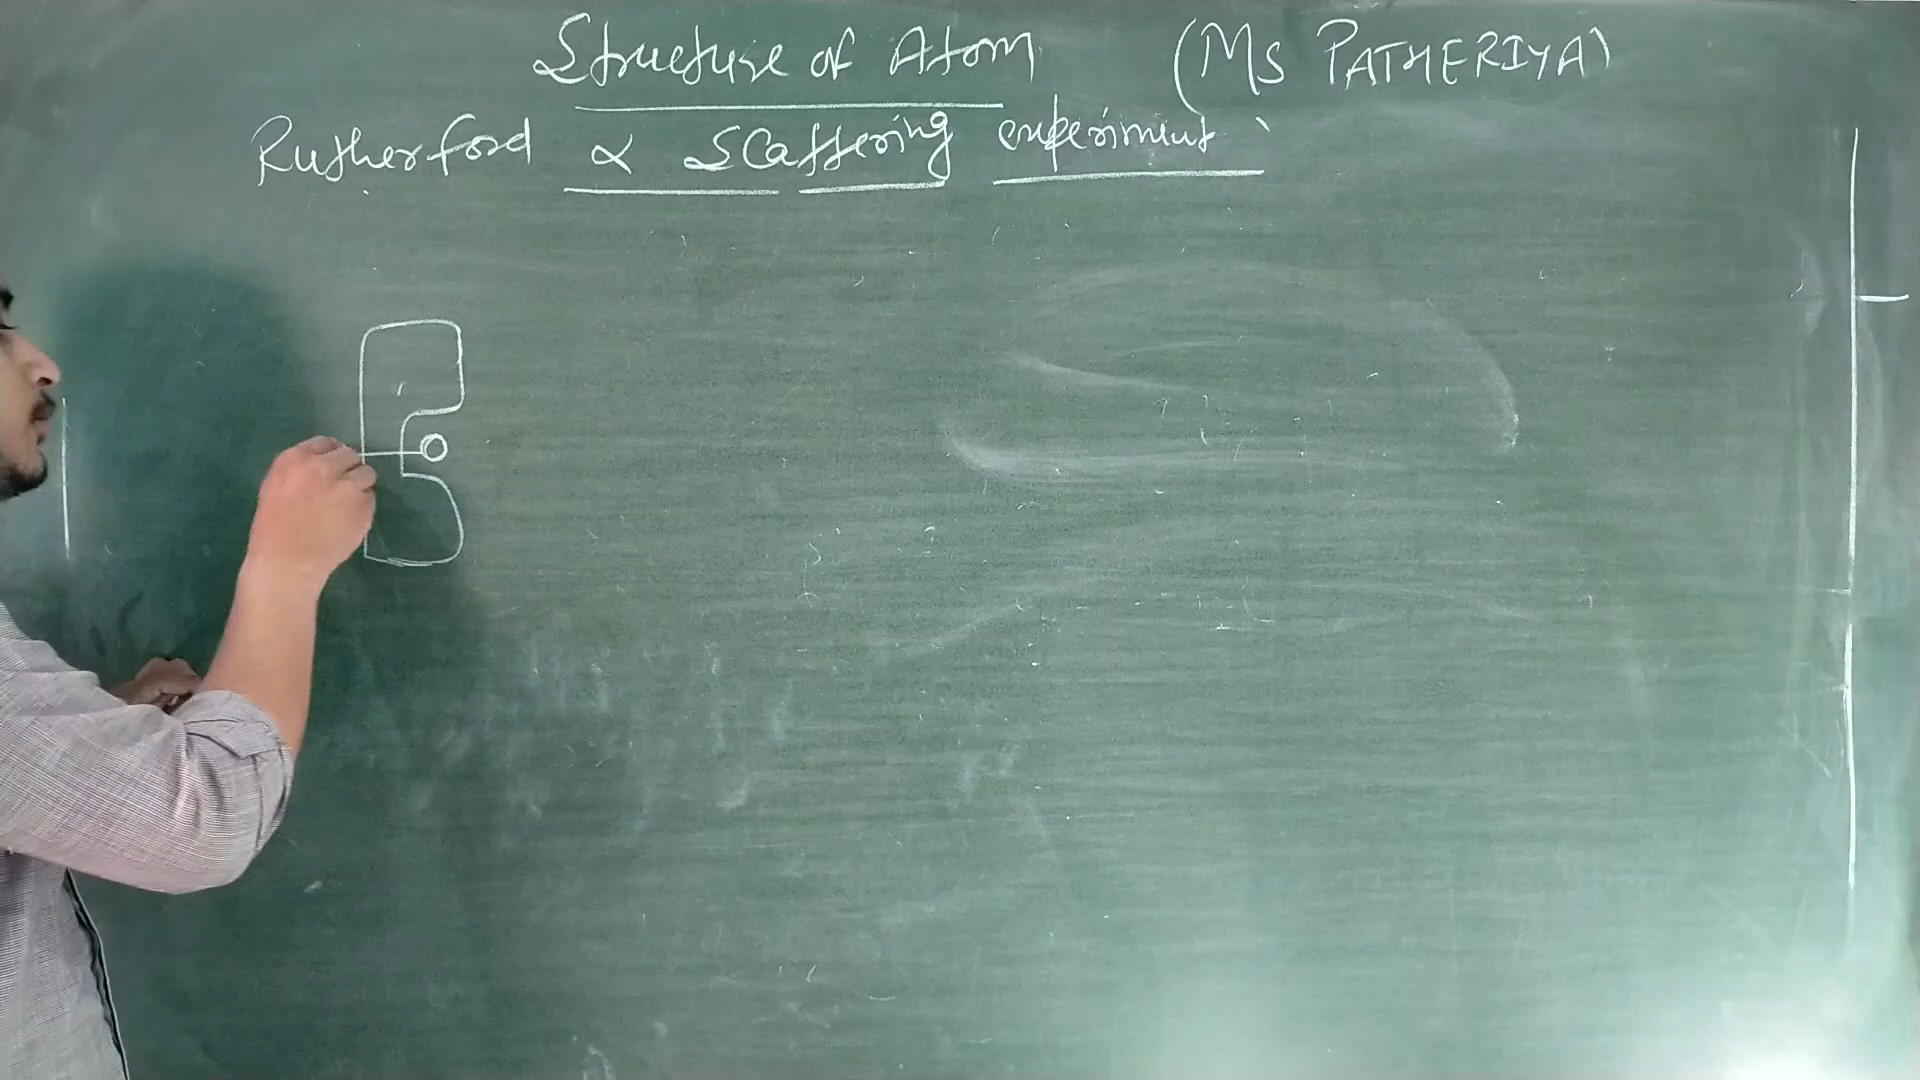 Structure of Atom (MS PATHERIYA)
Rutherford α Scattering experiment